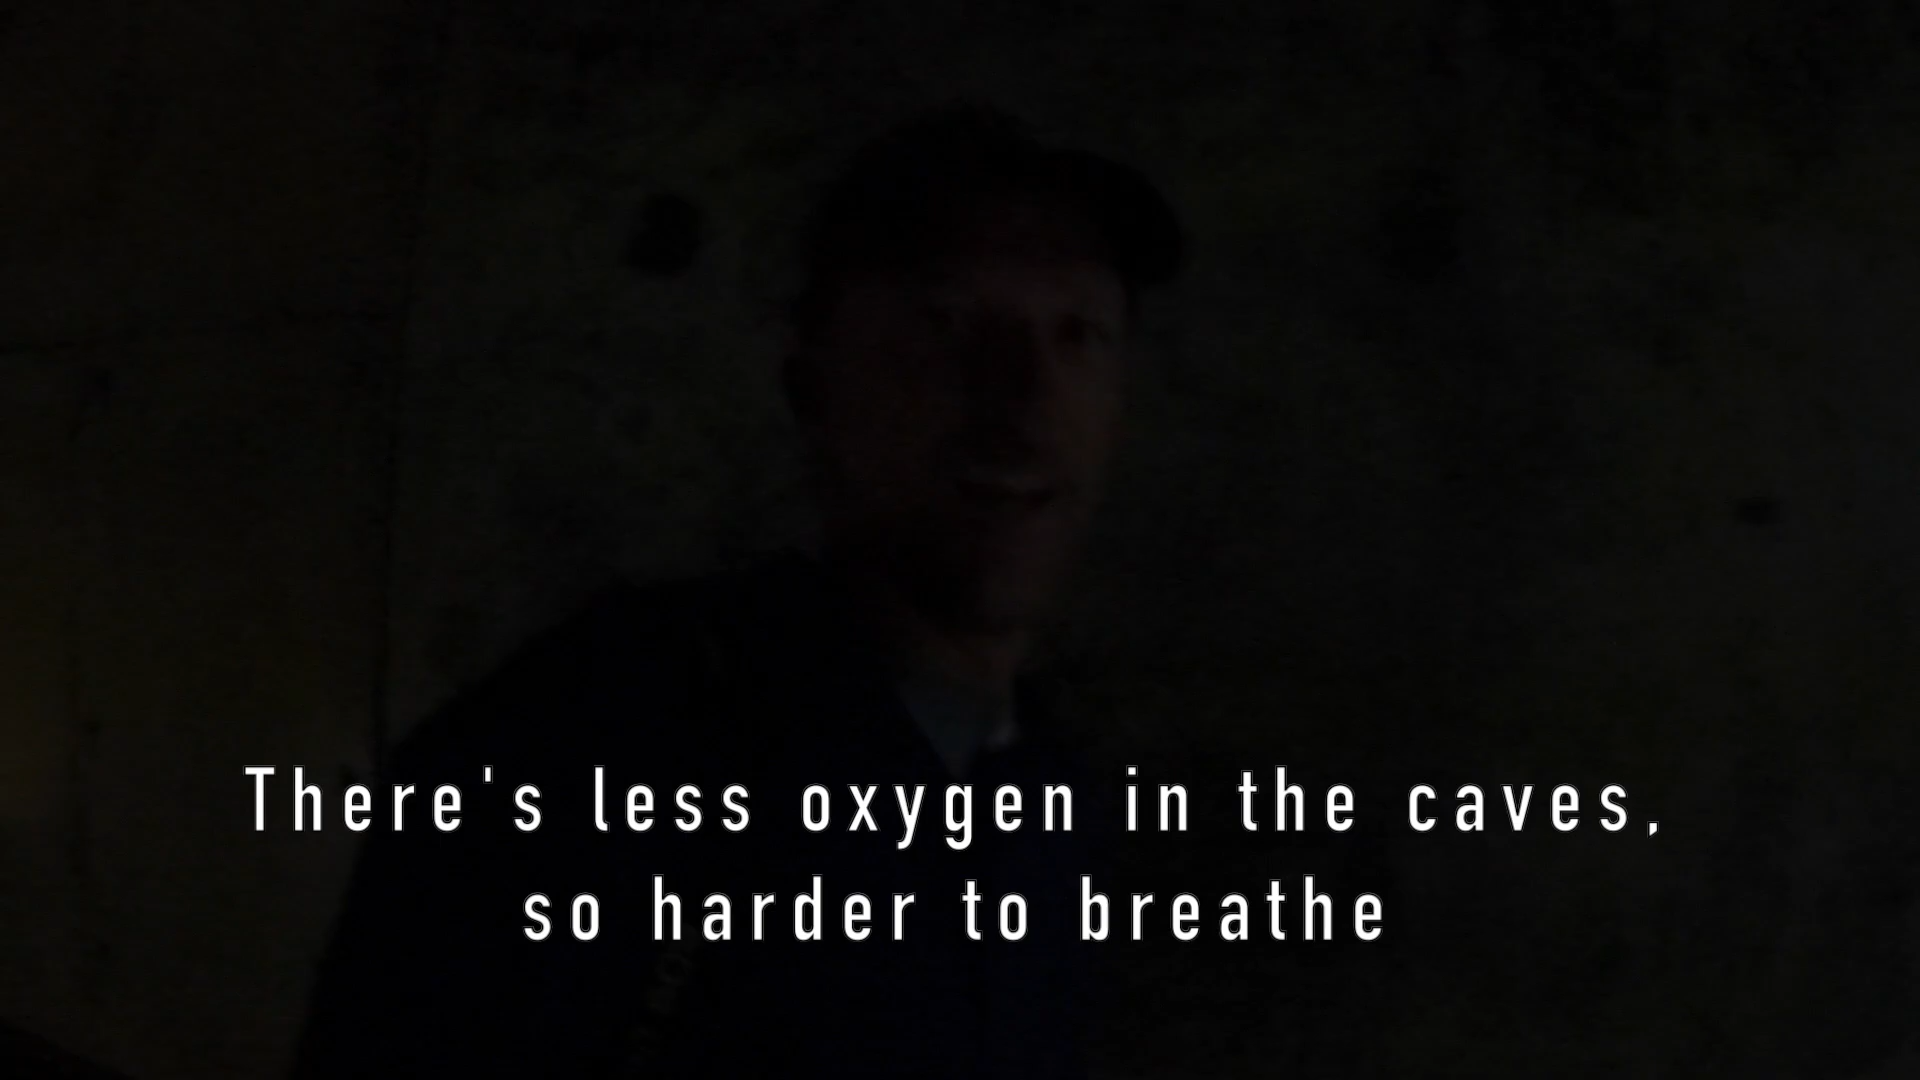 There's less oxygen in the caves,
so harder to breathe